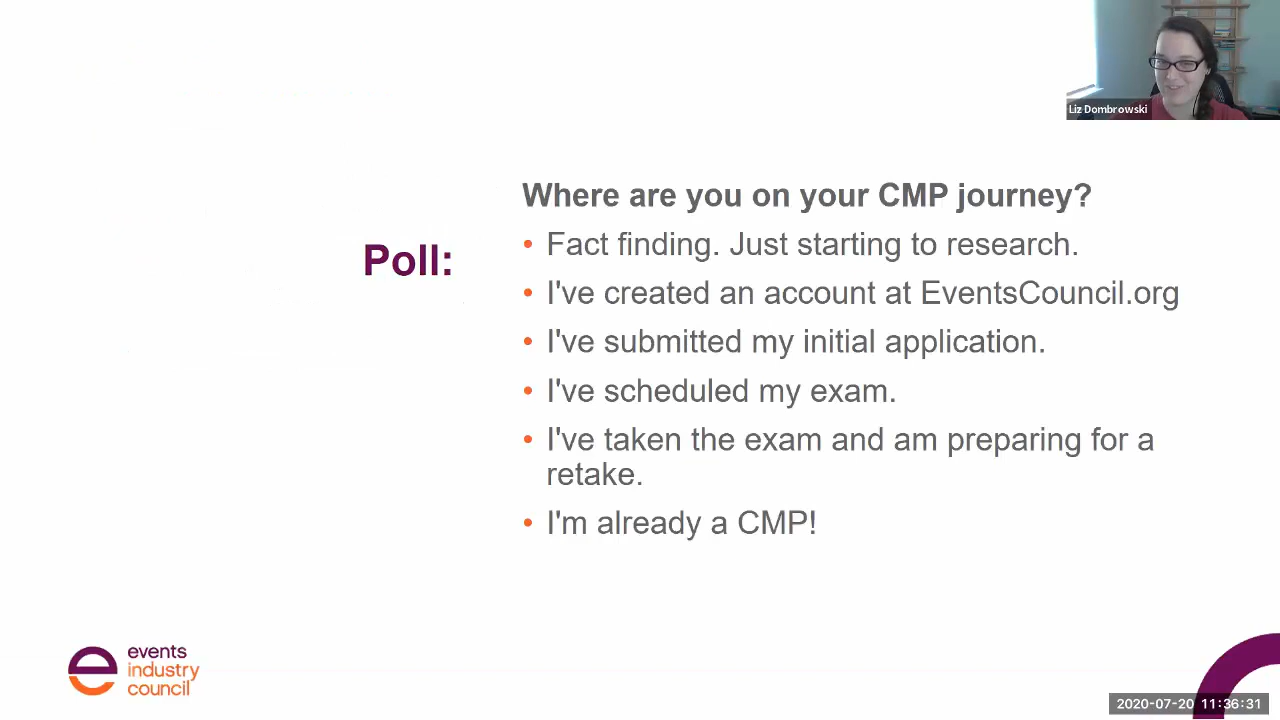 Liz Dombrowski
Poll:
Where are you on your CMP journey?
• Fact finding. Just starting to research.
• I've created an account at EventsCouncil.org
• I've submitted my initial application.
• I've scheduled my exam.
• I've taken the exam and am preparing for a
retake.
• I'm already a CMP!
events
industry
council
2020-07-20 11:36:31